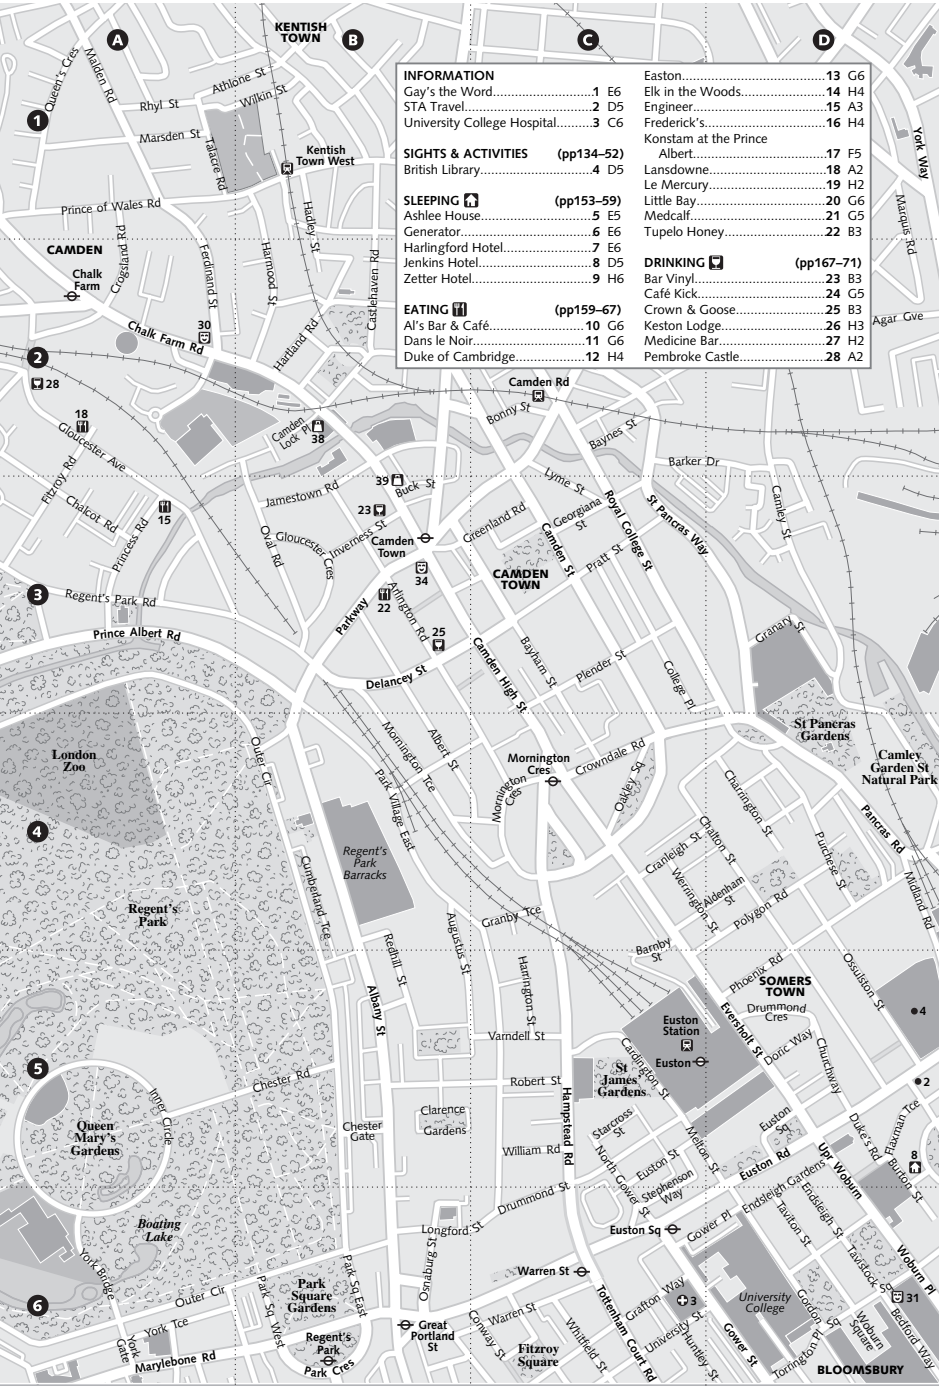 A
KENTISH
TOWN
B
C
D
INFORMATION
Gay's the Word..........................1 E6
STA Travel..................................2 D5
University College Hospital..........3 C6
SIGHTS & ACTIVITIES (pp134–52)
British Library..............................4 D5
SLEEPING (pp153–59)
Ashlee House.............................5 E5
Generator..................................6 E6
Harlingford Hotel........................7 E6
Jenkins Hotel..............................8 D5
Zetter Hotel................................9 H6
EATING (pp159–67)
Al's Bar & Café.........................10 G6
Dans le Noir.............................11 G6
Duke of Cambridge...................12 H4
Easton......................................13 G6
Elk in the Woods.......................14 H4
Engineer...................................15 A3
Frederick's................................16 H4
Konstam at the Prince
Albert...................................17 F5
Lansdowne...............................18 A2
Le Mercury...............................19 H2
Little Bay..................................20 G6
Medcalf....................................21 G5
Tupelo Honey...........................22 B3
DRINKING (pp167–71)
Bar Vinyl..................................23 B3
Café Kick.................................24 G5
Crown & Goose........................25 B3
Keston Lodge...........................26 H3
Medicine Bar............................27 H2
Pembroke Castle......................28 A2
Queen's Cres
Malden Rd
Athlone St
Wilkin St
Rhyl St
1
Marsden St
Talacre Rd
Kentish
Town West
York Way
Prince of Wales Rd
Hadley St
Marquis Rd
CAMDEN
Crogsland Rd
Ferdinand St
Harmood St
Castlehaven Rd
Chalk
Farm
30
Chalk Farm Rd
Hartland Rd
Agar Gve
2
28
Camden Rd
18
Gloucester Ave
Camden
Lock Pl
38
Bonny St
Baynes St
Barker Dr
Fitzroy Rd
39
Buck St
Jamestown Rd
Lyme St
Royal College St
St Pancras Way
Camley St
Chalcot Rd
15
Princess Rd
23
Inverness St
Greenland Rd
Georgiana
St
Oval Rd
Gloucester
Cres
Camden
Town
Camden St
Pratt St
34
CAMDEN
TOWN
3
Regent's Park Rd
22
Arlington Rd
Parkway
Prince Albert Rd
25
Granary St
Delancey St
Camden High St
Bayham St
Plender St
College Pl
St Pancras
Gardens
London
Zoo
Outer Cir
Mornington Tce
Albert St
Mornington
Cres
Crowndale Rd
Camley
Garden St
Natural Park
Park Village East
Mornington
Cres
Oakley Sq
Charrington St
4
Regent's
Park
Barracks
Cranleigh St
Chalton St
Purchese St
Pancras Rd
Cumberland Tce
Werrington St
Aldenham
St
Midland Rd
Regent's
Park
Augustus St
Granby Tce
Polygon Rd
Redhill St
Barnby
St
Harrington St
Phoenix Rd
SOMERS
TOWN
Ossulston St
Albany St
Drummond
Cres
4
Euston
Station
Eversholt St
Varndell St
Euston
Doric Way
Churchway
5
Cardington St
St
James'
Gardens
Chester Rd
Robert St
2
Inner Circle
Clarence
Gardens
Hampstead Rd
Queen
Mary's
Gardens
Chester
Gate
Starcross
St
Euston
Sq
Duke's Rd
Flaxman Tce
William Rd
North Gower St
Euston St
Melton St
Euston Rd
Upr Woburn
8
Burton St
Stephenson
Way
Endsleigh Gardens
Drummond St
Boating
Lake
Longford St
Euston Sq
Gower Pl
Taviton St
Endsleigh St
York Bridge
Osnaburg St
Warren St
Tavistock Sq
Woburn Pl
6
Outer Cir
Park
Square
Gardens
Park Sq East
Park Sq West
Grafton Way
3
University
College
Gordon
Sq
31
York Tce
Warren St
Tottenham Court Rd
University St
Woburn
Square
Bedford Way
York
Gate
Regent's
Park
Great
Portland
St
Conway St
Fitzroy
Square
Whitfield St
Huntley St
Gower St
Torrington Pl
Marylebone Rd
Park Cres
BLOOMSBURY